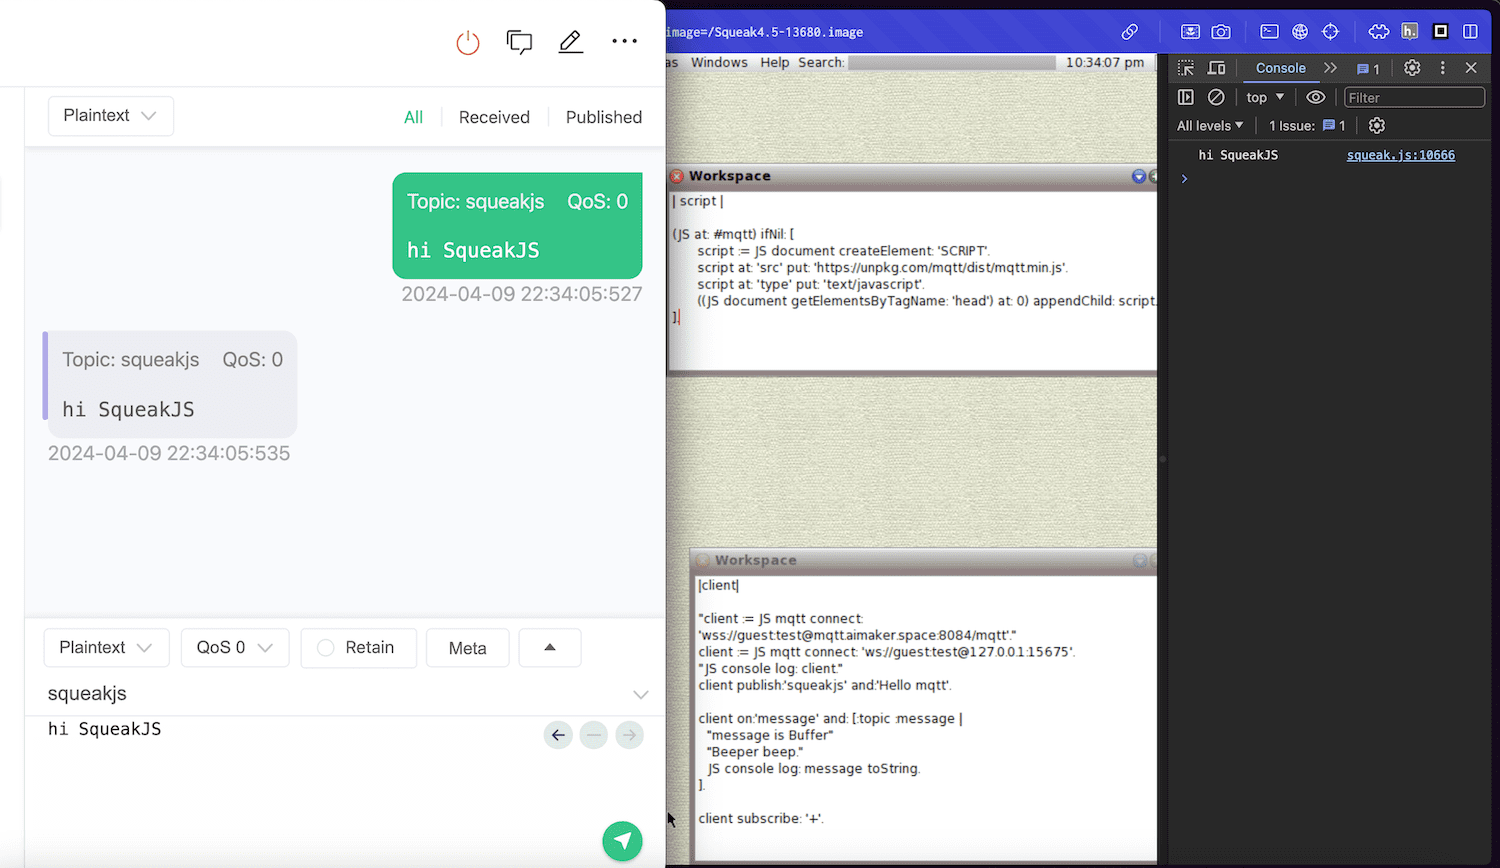 Plaintext
All
Received
Published
Topic: squeakjs QoS: 0
hi SqueakJS
2024-04-09 22:34:05:527
Topic: squeakjs QoS: 0
hi SqueakJS
2024-04-09 22:34:05:535
Plaintext
QoS 0
Retain
Meta
squeakjs
hi SqueakJS
image=/Squeak4.5-13680.image
as Windows Help Search: 10:34:07 pm
Workspace
| script |
(JS at: #mqtt) ifNil: [
script := JS document createElement: 'SCRIPT'.
script at: 'src' put: 'https://unpkg.com/mqtt/dist/mqtt.min.js'.
script at: 'type' put: 'text/javascript'.
((JS document getElementsByTagName: 'head') at: 0) appendChild: script.
].
Workspace
|client|
"client := JS mqtt connect:
'wss://guest:test@mqtt.aimaker.space:8084/mqtt'."
client := JS mqtt connect: 'ws://guest:test@127.0.0.1:15675'.
"JS console log: client."
client publish:'squeakjs' and:'Hello mqtt'.
client on:'message' and: [:topic :message |
"message is Buffer"
"Beeper beep."
JS console log: message toString.
].
client subscribe: '+'.
h.
Console
1
top
Filter
All levels
1 Issue: 1
hi SqueakJS squeak.js:10666